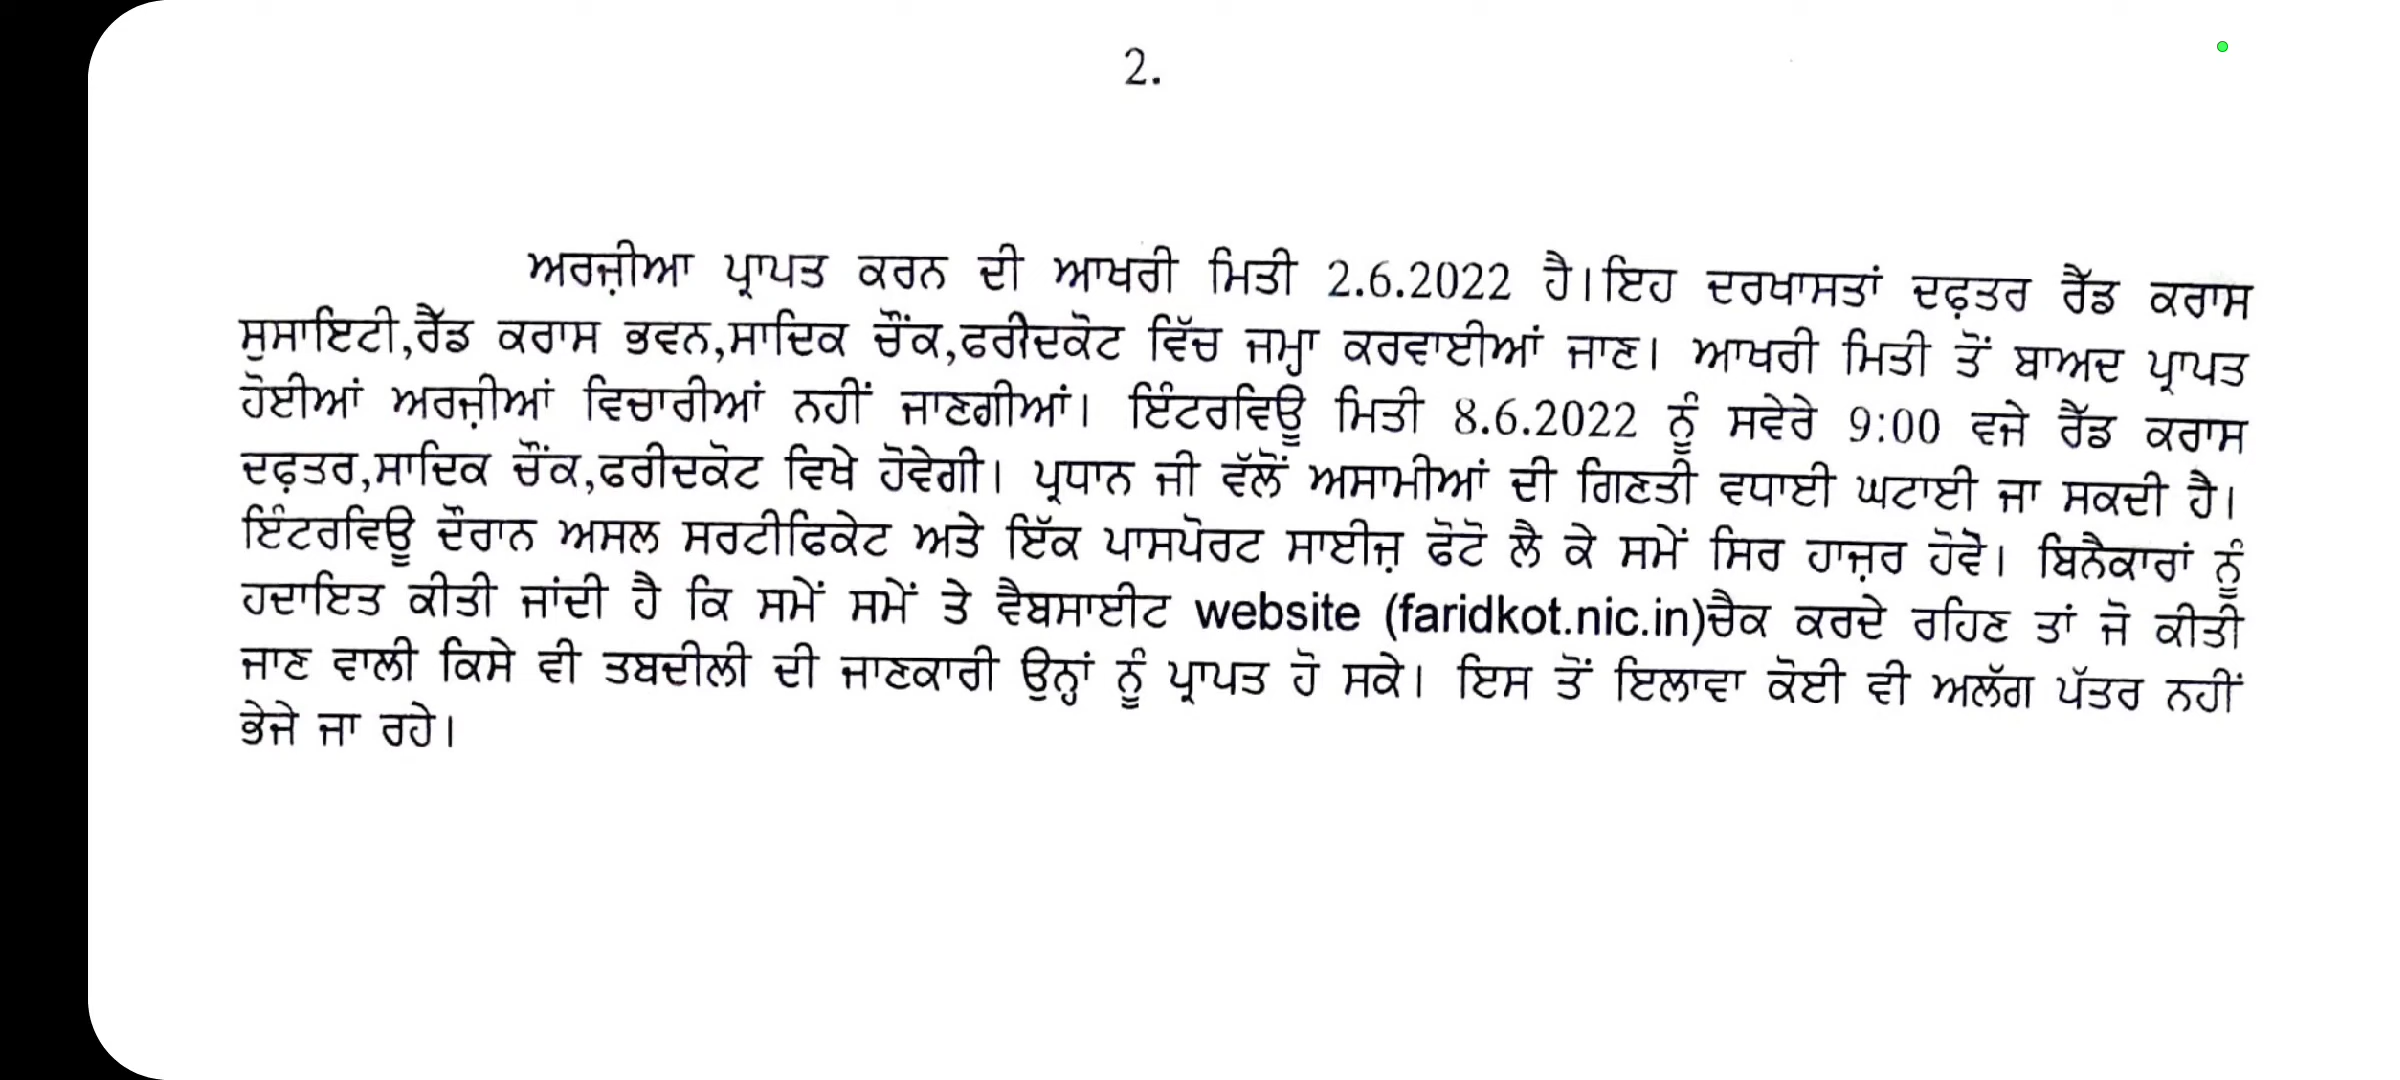 2.
ਅਰਜ਼ੀਆ ਪ੍ਰਾਪਤ ਕਰਨ ਦੀ ਆਖਰੀ ਮਿਤੀ 2.6.2022 ਹੈ।ਇਹ ਦਰਖਾਸਤਾਂ ਦਫ਼ਤਰ ਰੈੱਡ ਕਰਾਸ
ਸੁਸਾਇਟੀ,ਰੈੱਡ ਕਰਾਸ ਭਵਨ,ਸਾਦਿਕ ਚੌਂਕ,ਫਰੀਦਕੋਟ ਵਿੱਚ ਜਮ੍ਹਾ ਕਰਵਾਈਆਂ ਜਾਣ। ਆਖਰੀ ਮਿਤੀ ਤੋਂ ਬਾਅਦ ਪ੍ਰਾਪਤ
ਹੋਈਆਂ ਅਰਜ਼ੀਆਂ ਵਿਚਾਰੀਆਂ ਨਹੀਂ ਜਾਣਗੀਆਂ। ਇੰਟਰਵਿਊ ਮਿਤੀ 8.6.2022 ਨੂੰ ਸਵੇਰੇ 9:00 ਵਜੇ ਰੈੱਡ ਕਰਾਸ
ਦਫ਼ਤਰ,ਸਾਦਿਕ ਚੌਂਕ,ਫਰੀਦਕੋਟ ਵਿਖੇ ਹੋਵੇਗੀ। ਪ੍ਰਧਾਨ ਜੀ ਵੱਲੋਂ ਅਸਾਮੀਆਂ ਦੀ ਗਿਣਤੀ ਵਧਾਈ ਘਟਾਈ ਜਾ ਸਕਦੀ ਹੈ।
ਇੰਟਰਵਿਊ ਦੌਰਾਨ ਅਸਲ ਸਰਟੀਫਿਕੇਟ ਅਤੇ ਇੱਕ ਪਾਸਪੋਰਟ ਸਾਈਜ਼ ਫੋਟੋ ਲੈ ਕੇ ਸਮੇਂ ਸਿਰ ਹਾਜ਼ਰ ਹੋਵੋ। ਬਿਨੈਕਾਰਾਂ ਨੂੰ
ਹਦਾਇਤ ਕੀਤੀ ਜਾਂਦੀ ਹੈ ਕਿ ਸਮੇਂ ਸਮੇਂ ਤੇ ਵੈਬਸਾਈਟ website (faridkot.nic.in)ਚੈਕ ਕਰਦੇ ਰਹਿਣ ਤਾਂ ਜੋ ਕੀਤੀ
ਜਾਣ ਵਾਲੀ ਕਿਸੇ ਵੀ ਤਬਦੀਲੀ ਦੀ ਜਾਣਕਾਰੀ ਉਨ੍ਹਾਂ ਨੂੰ ਪ੍ਰਾਪਤ ਹੋ ਸਕੇ। ਇਸ ਤੋਂ ਇਲਾਵਾ ਕੋਈ ਵੀ ਅਲੱਗ ਪੱਤਰ ਨਹੀਂ
ਭੇਜੇ ਜਾ ਰਹੇ।